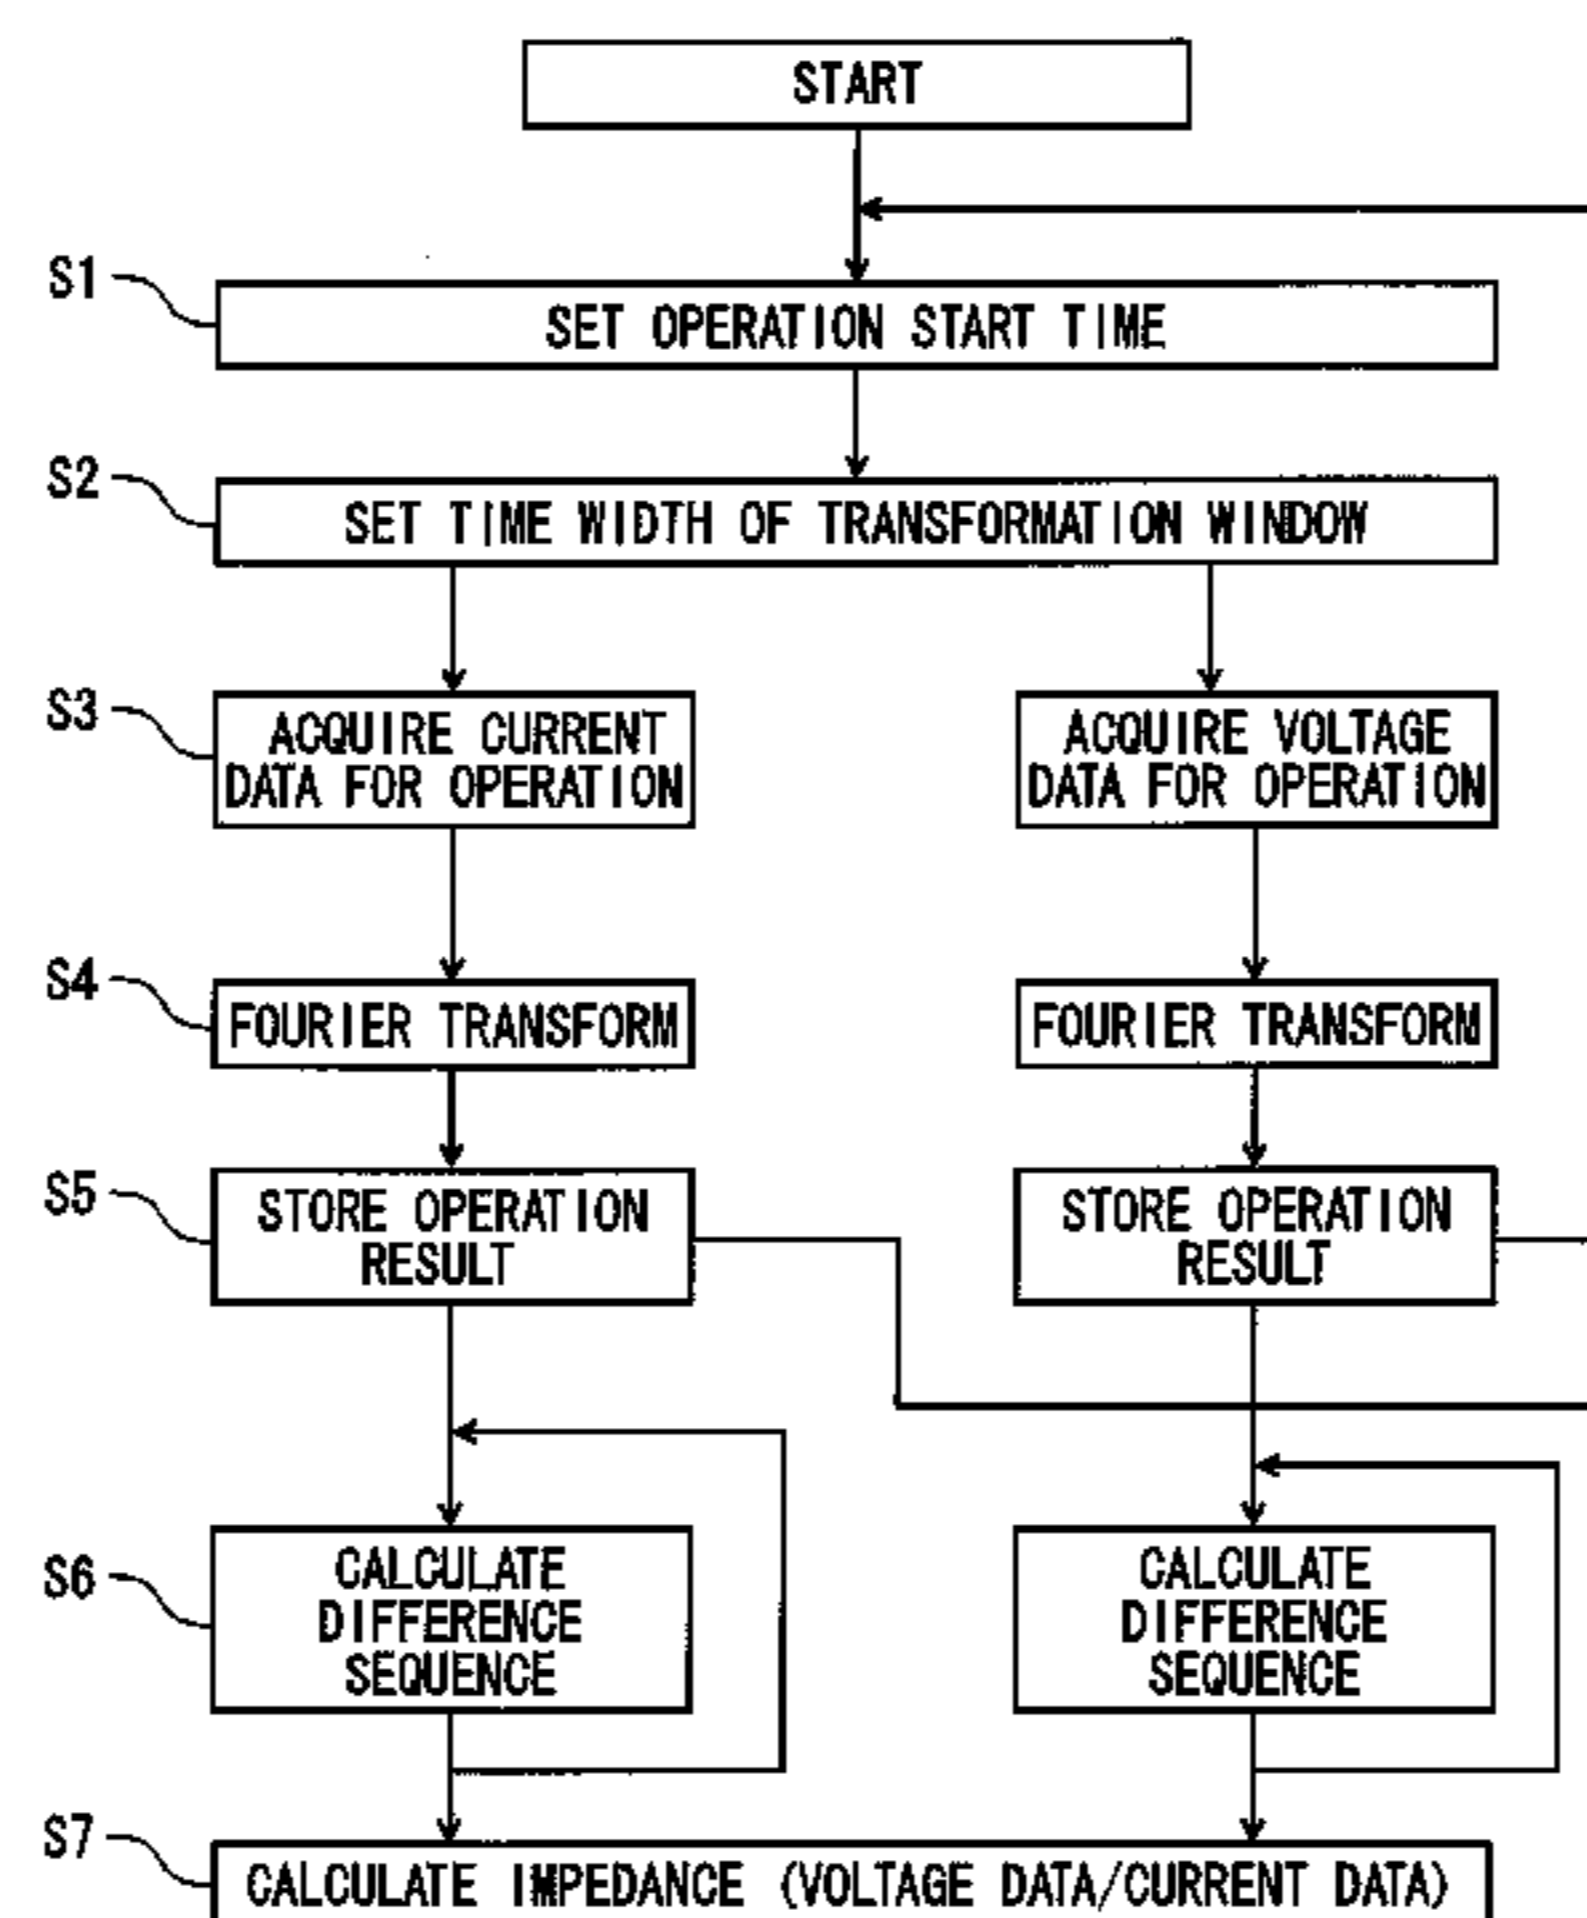 START
S1
SET OPERATION START TIME
S2
SET TIME WIDTH OF TRANSFORMATION WINDOW
S3
ACQUIRE CURRENT
DATA FOR OPERATION
ACQUIRE VOLTAGE
DATA FOR OPERATION
S4
FOURIER TRANSFORM
FOURIER TRANSFORM
S5
STORE OPERATION
RESULT
STORE OPERATION
RESULT
S6
CALCULATE
DIFFERENCE
SEQUENCE
CALCULATE
DIFFERENCE
SEQUENCE
S7
CALCULATE IMPEDANCE (VOLTAGE DATA/CURRENT DATA)